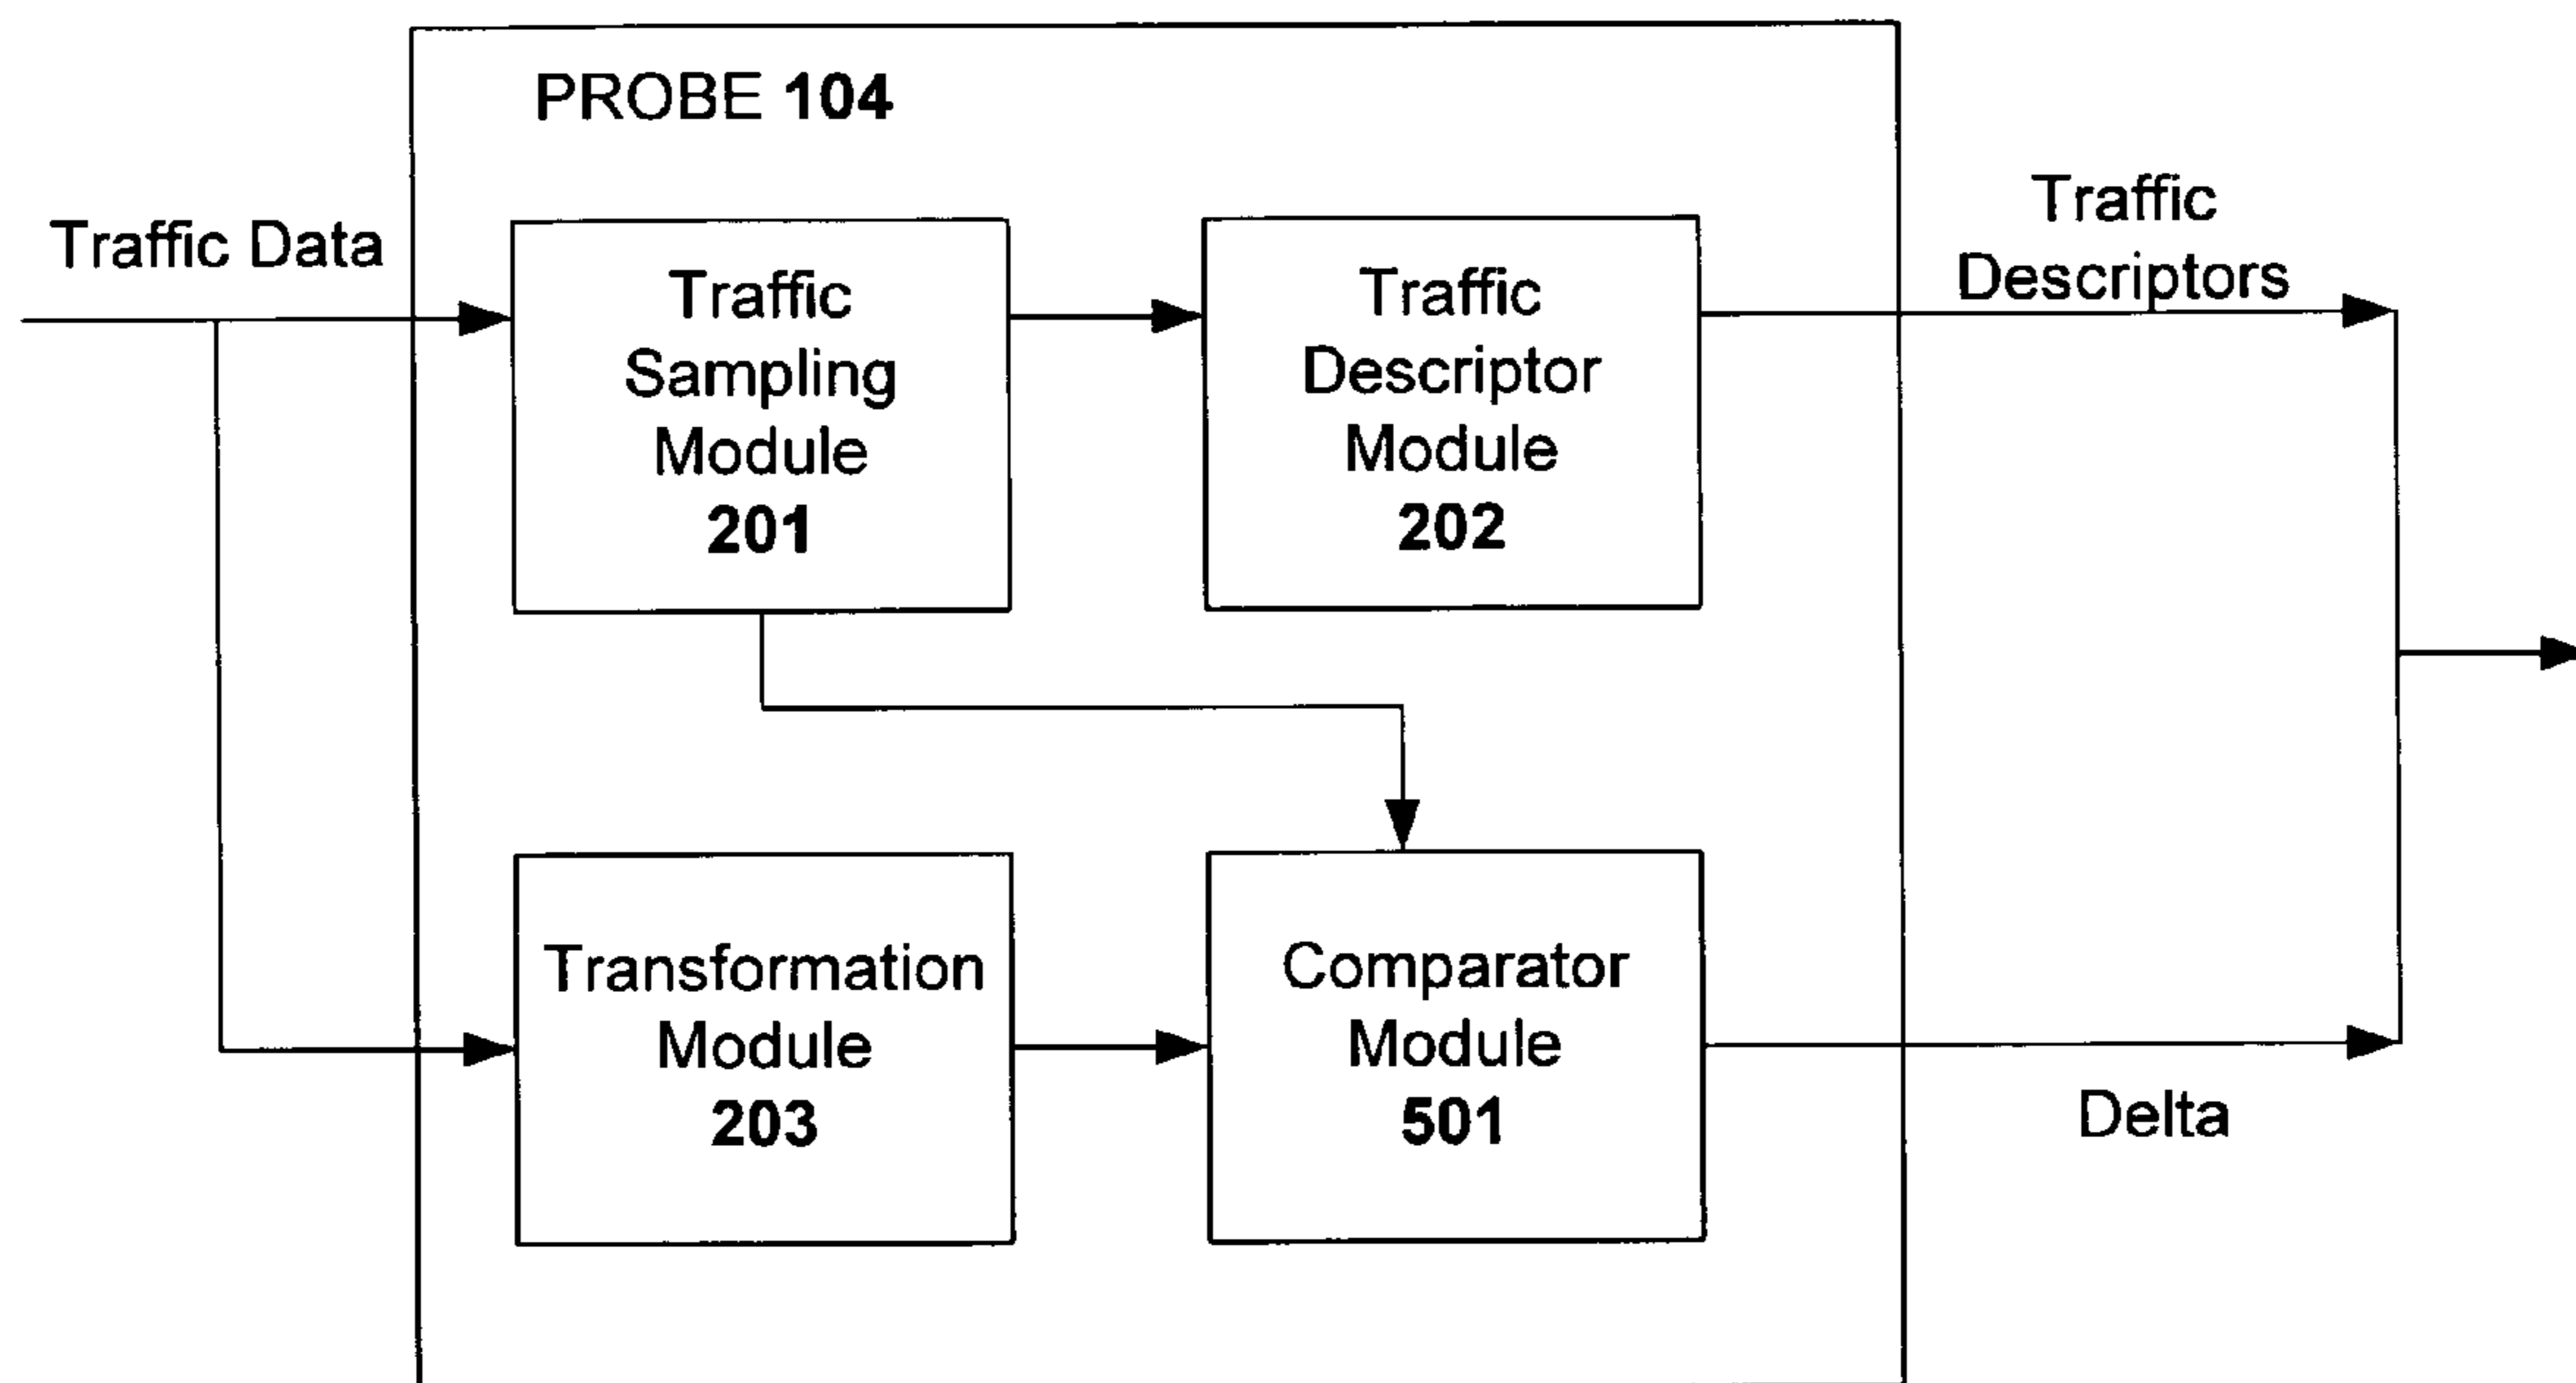 PROBE 104
Traffic Data
Traffic
Sampling
Module
201
Traffic
Descriptor
Module
202
Traffic
Descriptors
Transformation
Module
203
Comparator
Module
501
Delta